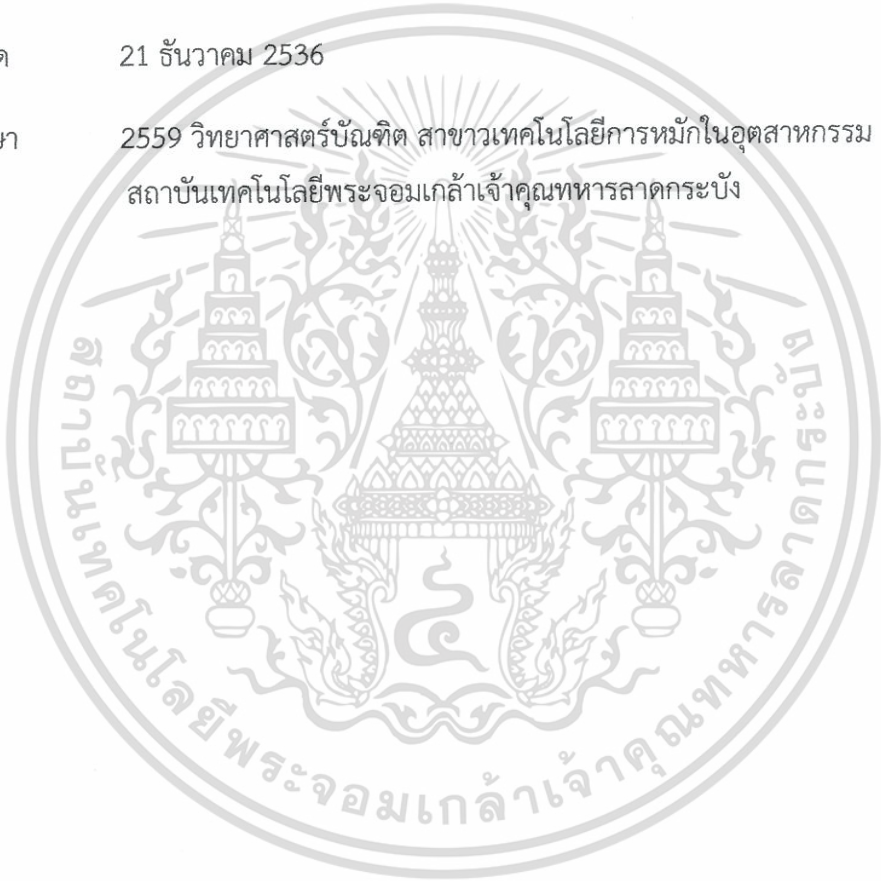 ด 21 ธันวาคม 2536
ษา 2559 วิทยาศาสตร์บัณฑิต สาขาวเทคโนโลยีการหมักในอุตสาหกรรม
สถาบันเทคโนโลยีพระจอมเกล้าเจ้าคุณทหารลาดกระบัง
สถาบันเทคโนโลยีพระจอมเกล้าเจ้าคุณทหารลาดกระบัง
๔